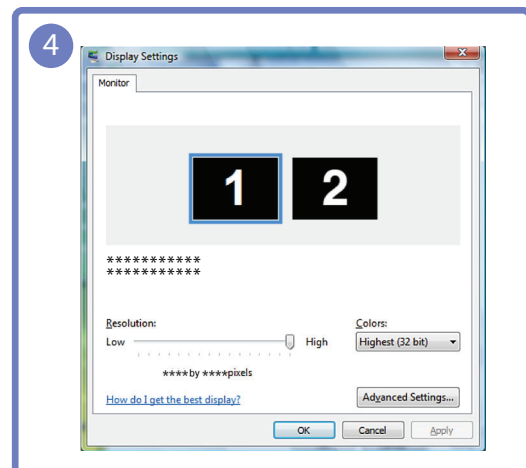 4
Display Settings
Monitor
1 2
***********
***********
Resolution: Colors:
Low High Highest (32 bit)
****by ****pixels
How do I get the best display? Advanced Settings...
OK Cancel Apply